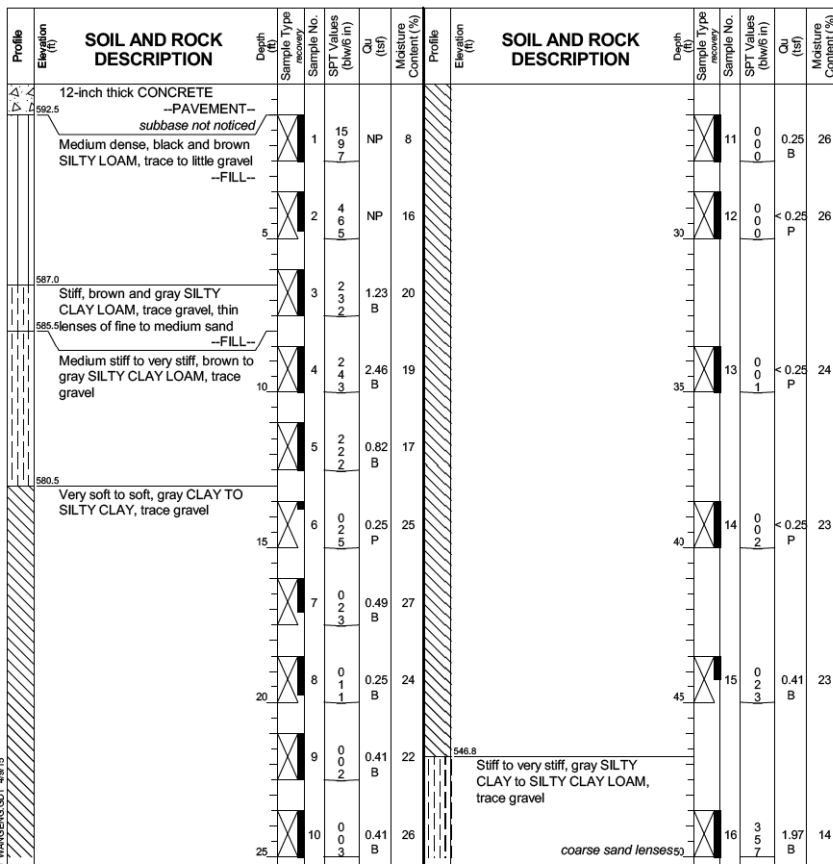 Profile
Elevation (ft)
SOIL AND ROCK
DESCRIPTION
Depth (ft)
Sample Type
recovery
Sample No.
SPT Values (blw/6 in)
Qu (tsf)
Moisture Content (%)
12-inch thick CONCRETE
592.5 --PAVEMENT--
subbase not noticed
Medium dense, black and brown
SILTY LOAM, trace to little gravel
--FILL--
1 15 9 7 NP 8
5 2 4 6 5 NP 16
587.0
Stiff, brown and gray SILTY
CLAY LOAM, trace gravel, thin
585.5 lenses of fine to medium sand
--FILL--
3 2 3 2 1.23 B 20
Medium stiff to very stiff, brown to
gray SILTY CLAY LOAM, trace
gravel
10 4 2 4 3 2.46 B 19
5 2 2 2 0.82 B 17
580.5
Very soft to soft, gray CLAY TO
SILTY CLAY, trace gravel
15 6 0 2 5 0.25 P 25
7 0 2 3 0.49 B 27
20 8 0 1 1 0.25 B 24
9 0 0 2 0.41 B 22
25 10 0 0 3 0.41 B 26
Profile
Elevation (ft)
SOIL AND ROCK
DESCRIPTION
Depth (ft)
Sample Type
recovery
Sample No.
SPT Values (blw/6 in)
Qu (tsf)
Moisture Content (%)
11 0 0 0 0.25 B 26
30 12 0 0 0 < 0.25 P 26
35 13 0 0 1 < 0.25 P 24
40 14 0 0 2 < 0.25 P 23
45 15 0 2 3 0.41 B 23
546.8
Stiff to very stiff, gray SILTY
CLAY to SILTY CLAY LOAM,
trace gravel
coarse sand lenses 50 16 3 5 7 1.97 B 14